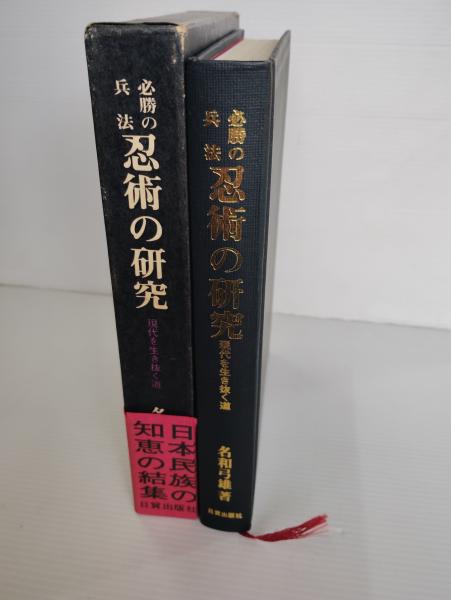 必勝の
兵法
忍術の研究
現代を生き抜く道
日本民族の
知恵の結集
日貿出版社
必勝の
兵法
忍術の研究
現代を生き抜く道
名和弓雄著
日貿出版社